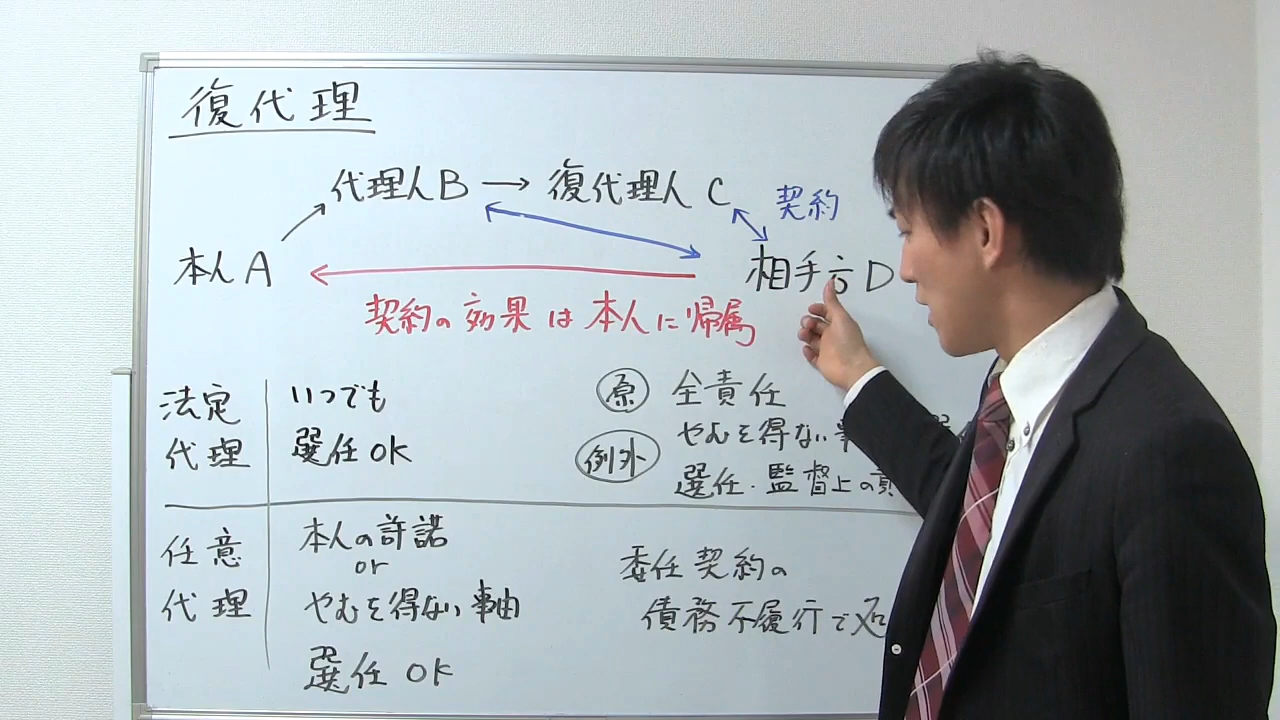 復代理
代理人B → 復代理人 C
契約
本人A
相手方D
契約の効果は本人に帰属
法定
代理
いつでも
選任OK
原 全責任
例外 やむを得ない
選任・監督上の
任意
代理
本人の許諾
or
やむを得ない事由
選任 OK
委任契約の
債務不履行で